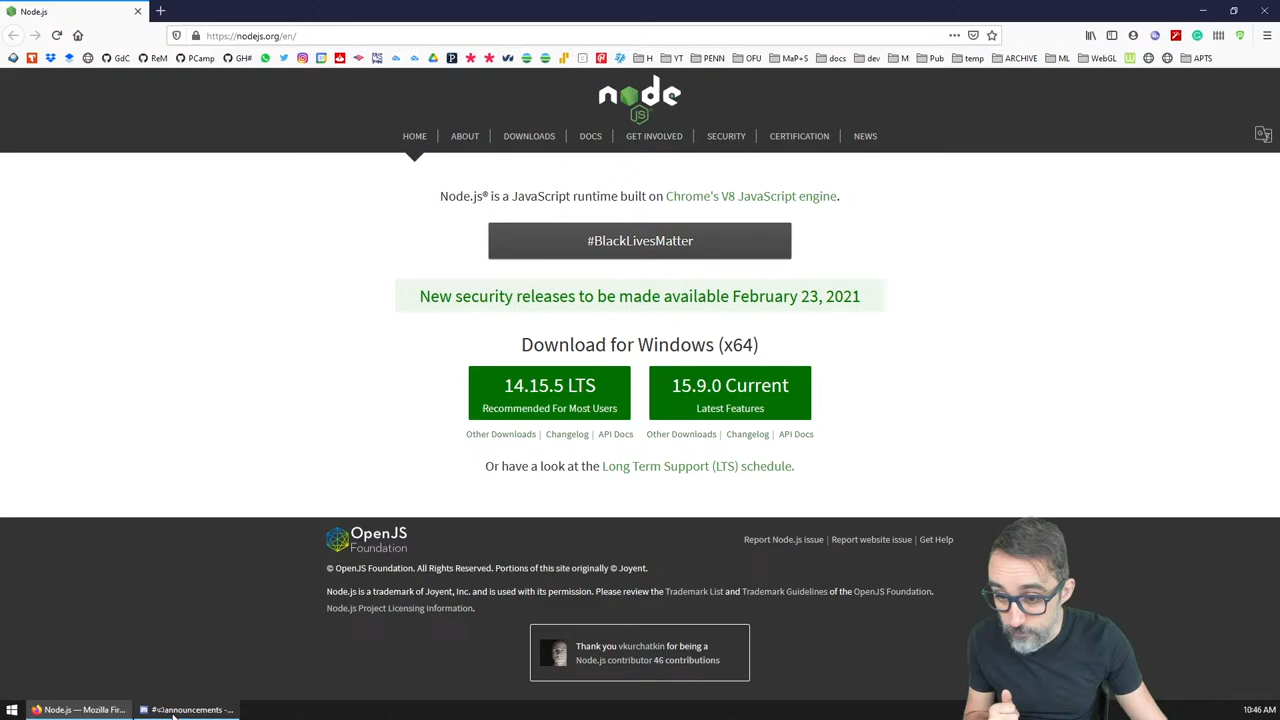 Node.js
https://nodejs.org/en/
GdC
ReM
PCamp
GH#
H
YT
PENN
OFU
MaP+S
docs
dev
M
Pub
temp
ARCHIVE
ML
WebGL
APTS
node
JS
HOME
ABOUT
DOWNLOADS
DOCS
GET INVOLVED
SECURITY
CERTIFICATION
NEWS
Node.js® is a JavaScript runtime built on Chrome's V8 JavaScript engine.
#BlackLivesMatter
New security releases to be made available February 23, 2021
Download for Windows (x64)
14.15.5 LTS
Recommended For Most Users
15.9.0 Current
Latest Features
Other Downloads | Changelog | API Docs
Other Downloads | Changelog | API Docs
Or have a look at the Long Term Support (LTS) schedule.
OpenJS
Foundation
Report Node.js issue | Report website issue | Get Help
© OpenJS Foundation. All Rights Reserved. Portions of this site originally © Joyent.
Node.js is a trademark of Joyent, Inc. and is used with its permission. Please review the Trademark List and Trademark Guidelines of the OpenJS Foundation.
Node.js Project Licensing Information.
Thank you vkurchatkin for being a
Node.js contributor 46 contributions
Node.js — Mozilla Fir...
announcements -...
10:46 AM